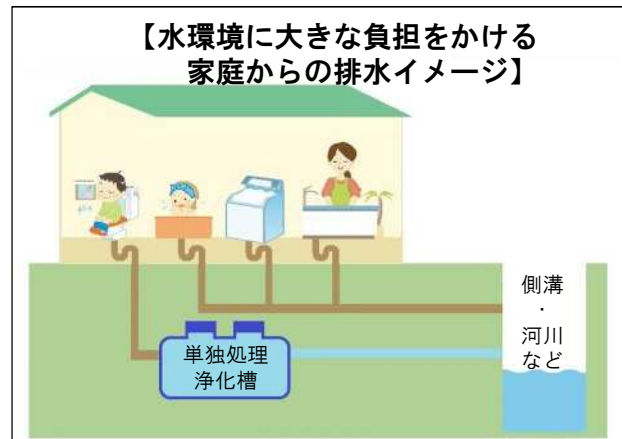 【水環境に大きな負担をかける
家庭からの排水イメージ】
側溝
・
河川
など
単独処理
浄化槽